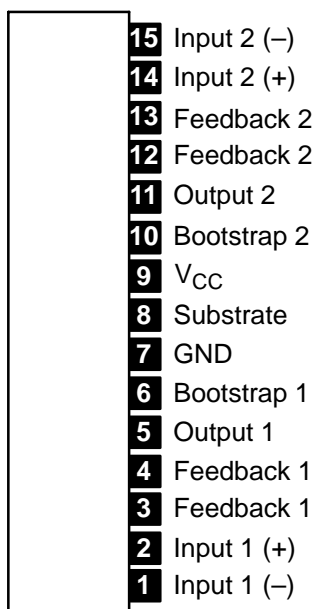 15 Input 2 (–)
14 Input 2 (+)
13 Feedback 2
12 Feedback 2
11 Output 2
10 Bootstrap 2
9 VCC
8 Substrate
7 GND
6 Bootstrap 1
5 Output 1
4 Feedback 1
3 Feedback 1
2 Input 1 (+)
1 Input 1 (–)